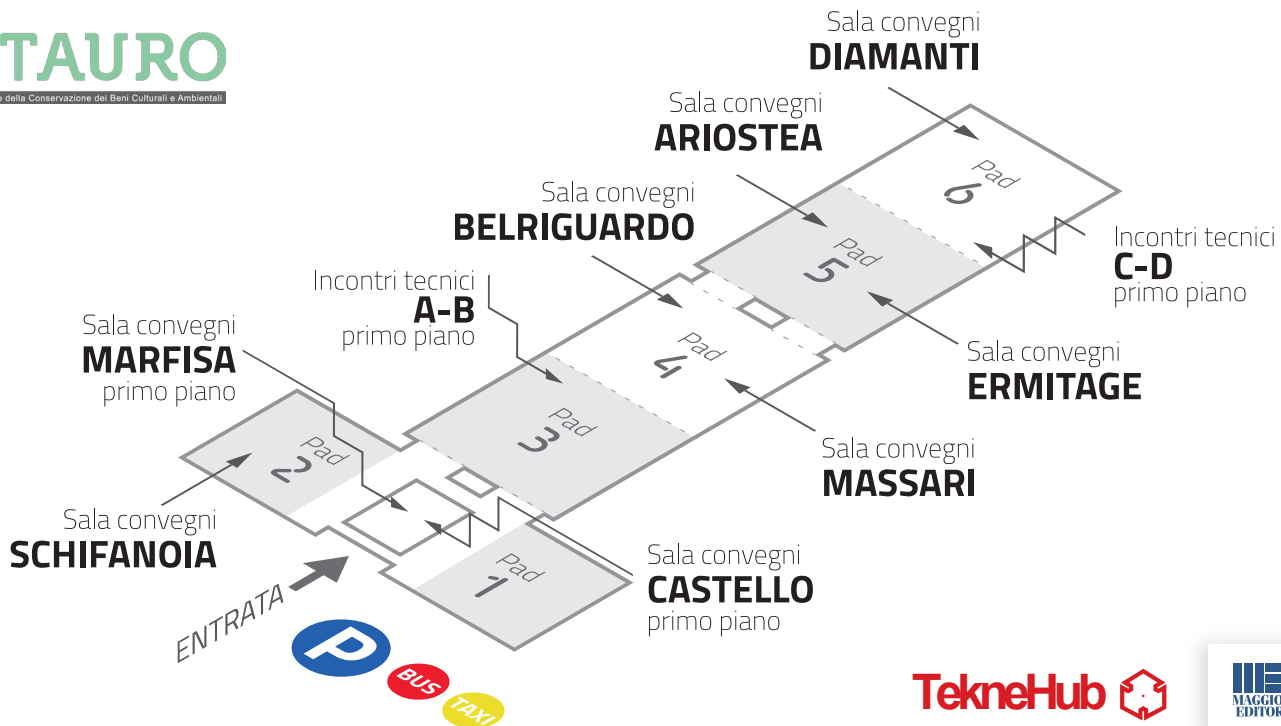 TAURO
e della Conservazione dei Beni Culturali e Ambientali
Sala convegni
DIAMANTI
Sala convegni
ARIOSTEA
Sala convegni
BELRIGUARDO
Incontri tecnici
A-B
primo piano
Sala convegni
MARFISA
primo piano
Pad
6
Pad
5
Pad
4
Pad
3
Pad
2
Pad
1
Incontri tecnici
C-D
primo piano
Sala convegni
ERMITAGE
Sala convegni
MASSARI
Sala convegni
SCHIFANOIA
Sala convegni
CASTELLO
primo piano
ENTRATA
P
BUS
TAXI
TekneHub
MAGGIO
EDITOR